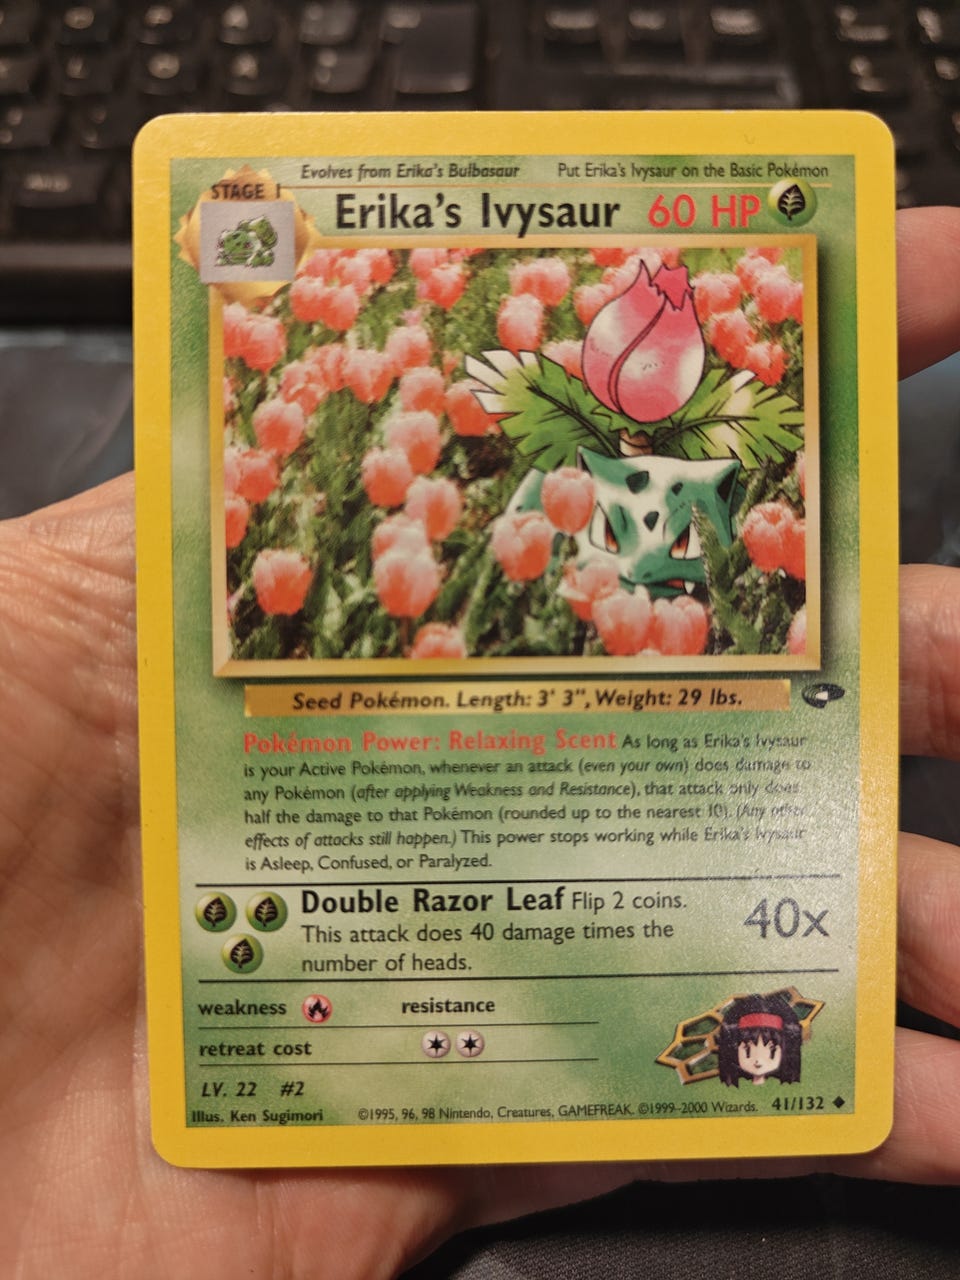 Evolves from Erika's Bulbasaur Put Erika's Ivysaur on the Basic Pokémon
STAGE 1
Erika's Ivysaur 60 HP
Seed Pokémon. Length: 3' 3", Weight: 29 lbs.
Pokémon Power: Relaxing Scent As long as Erika's Ivysaur
is your Active Pokémon, whenever an attack (even your own) does damage to
any Pokémon (after applying Weakness and Resistance), that attack only does
half the damage to that Pokémon (rounded up to the nearest 10). (Any other
effects of attacks still happen.) This power stops working while Erika's Ivysaur
is Asleep, Confused, or Paralyzed.
Double Razor Leaf Flip 2 coins.
This attack does 40 damage times the
number of heads.
40x
weakness resistance
retreat cost
LV. 22 #2
Illus. Ken Sugimori ©1995, 96, 98 Nintendo, Creatures, GAMEFREAK. ©1999-2000 Wizards. 41/132